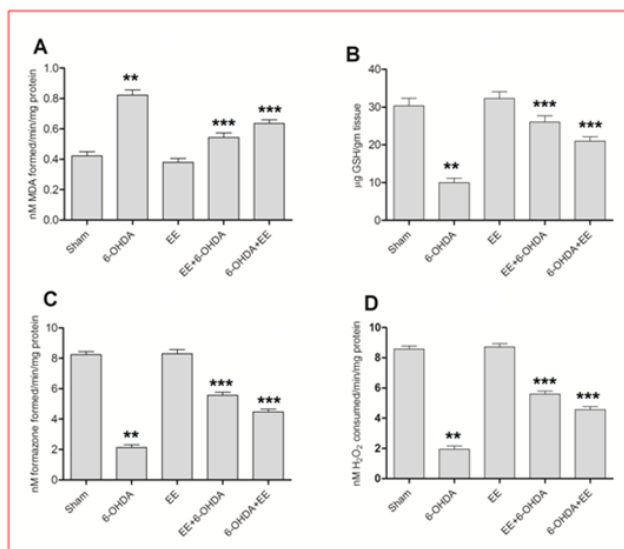 A
nM MDA formed/min/mg protein
1.0
0.8
0.6
0.4
0.2
0.0
**
***
***
Sham
6-OHDA
EE
EE+6-OHDA
6-OHDA+EE
B
µg GSH/gm tissue
40
30
20
10
0
**
***
***
Sham
6-OHDA
EE
EE+6-OHDA
6-OHDA+EE
C
nM formazone formed/min/mg protein
10
8
6
4
2
0
**
***
***
Sham
6-OHDA
EE
EE+6-OHDA
6-OHDA+EE
D
nM H₂O₂ consumed/min/mg protein
10
8
6
4
2
0
**
***
***
Sham
6-OHDA
EE
EE+6-OHDA
6-OHDA+EE